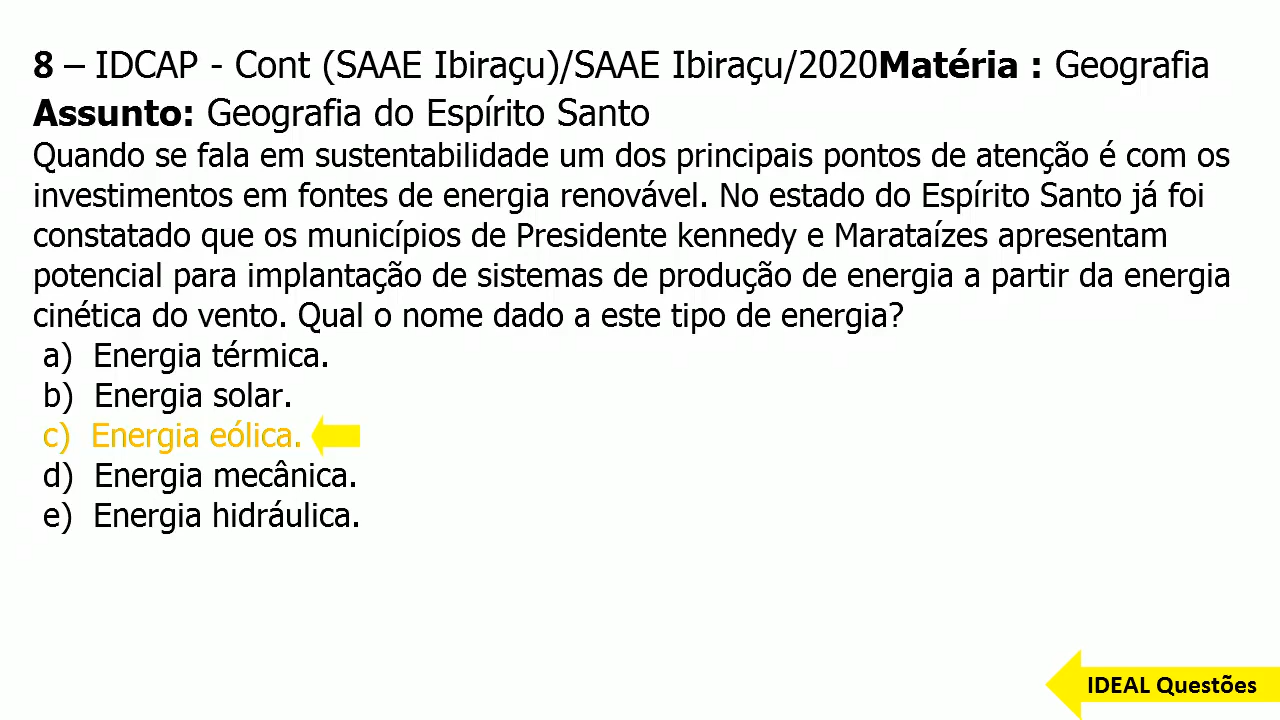 8 – IDCAP - Cont (SAAE Ibiraçu)/SAAE Ibiraçu/2020Matéria : Geografia
Assunto: Geografia do Espírito Santo
Quando se fala em sustentabilidade um dos principais pontos de atenção é com os
investimentos em fontes de energia renovável. No estado do Espírito Santo já foi
constatado que os municípios de Presidente kennedy e Marataízes apresentam
potencial para implantação de sistemas de produção de energia a partir da energia
cinética do vento. Qual o nome dado a este tipo de energia?
a) Energia térmica.
b) Energia solar.
c) Energia eólica.
d) Energia mecânica.
e) Energia hidráulica.
IDEAL Questões